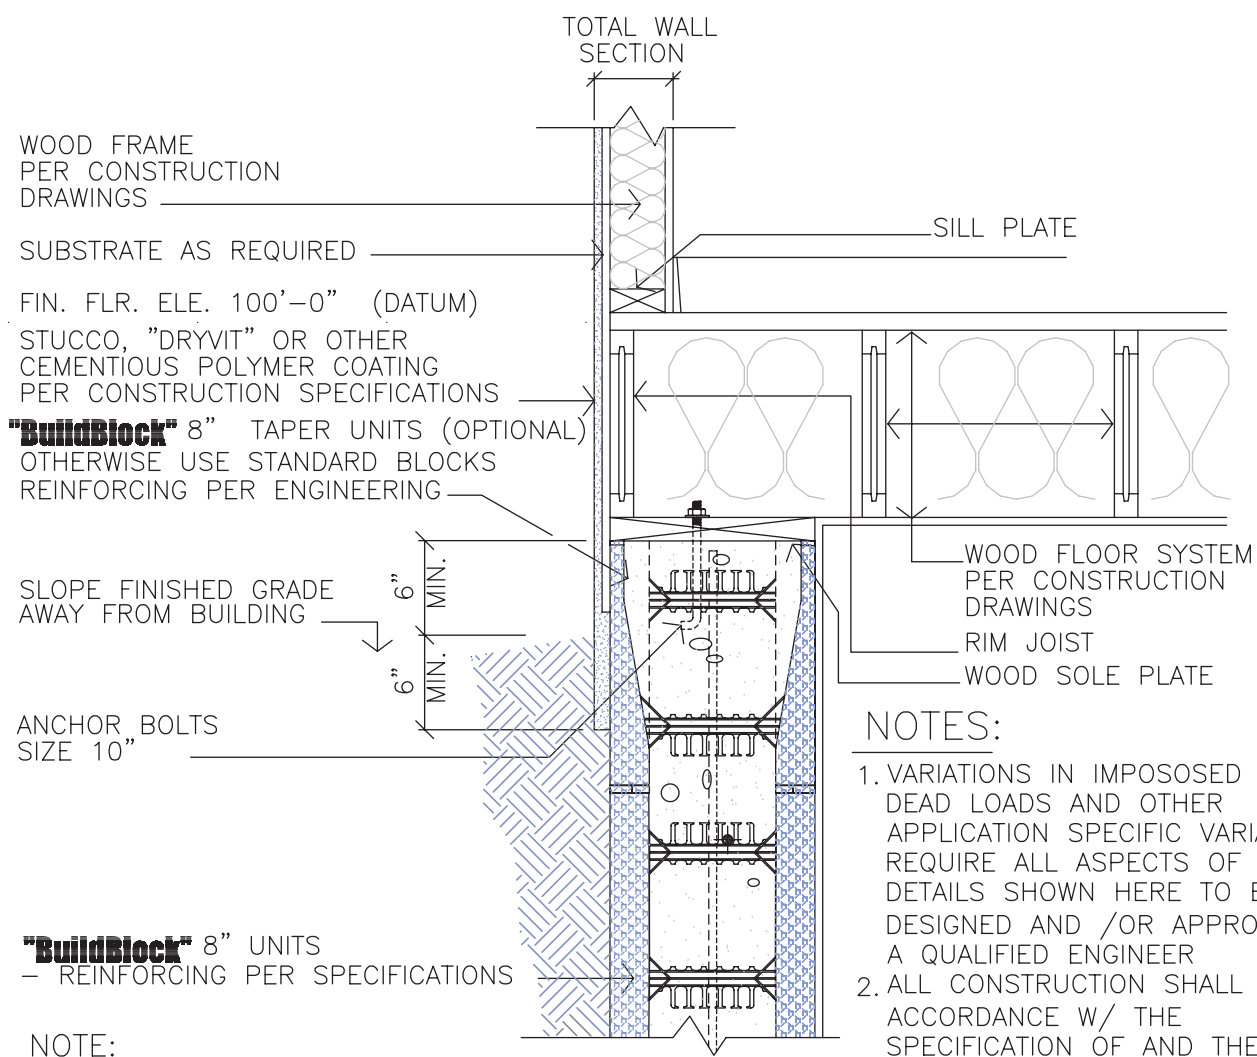 TOTAL WALL
SECTION
WOOD FRAME
PER CONSTRUCTION
DRAWINGS
SUBSTRATE AS REQUIRED
SILL PLATE
FIN. FLR. ELE. 100'-0" (DATUM)
STUCCO, "DRYVIT" OR OTHER
CEMENTIOUS POLYMER COATING
PER CONSTRUCTION SPECIFICATIONS
"BuildBlock" 8" TAPER UNITS (OPTIONAL)
OTHERWISE USE STANDARD BLOCKS
REINFORCING PER ENGINEERING
6"
MIN.
SLOPE FINISHED GRADE
AWAY FROM BUILDING
6"
MIN.
ANCHOR BOLTS
SIZE 10"
WOOD FLOOR SYSTEM
PER CONSTRUCTION
DRAWINGS
RIM JOIST
WOOD SOLE PLATE
"BuildBlock" 8" UNITS
- REINFORCING PER SPECIFICATIONS
NOTE:
NOTES:
1. VARIATIONS IN IMPOSOSED
DEAD LOADS AND OTHER
APPLICATION SPECIFIC VARI
REQUIRE ALL ASPECTS OF
DETAILS SHOWN HERE TO
DESIGNED AND /OR APPRO
A QUALIFIED ENGINEER
2. ALL CONSTRUCTION SHALL
ACCORDANCE W/ THE
SPECIFICATION OF AND THE